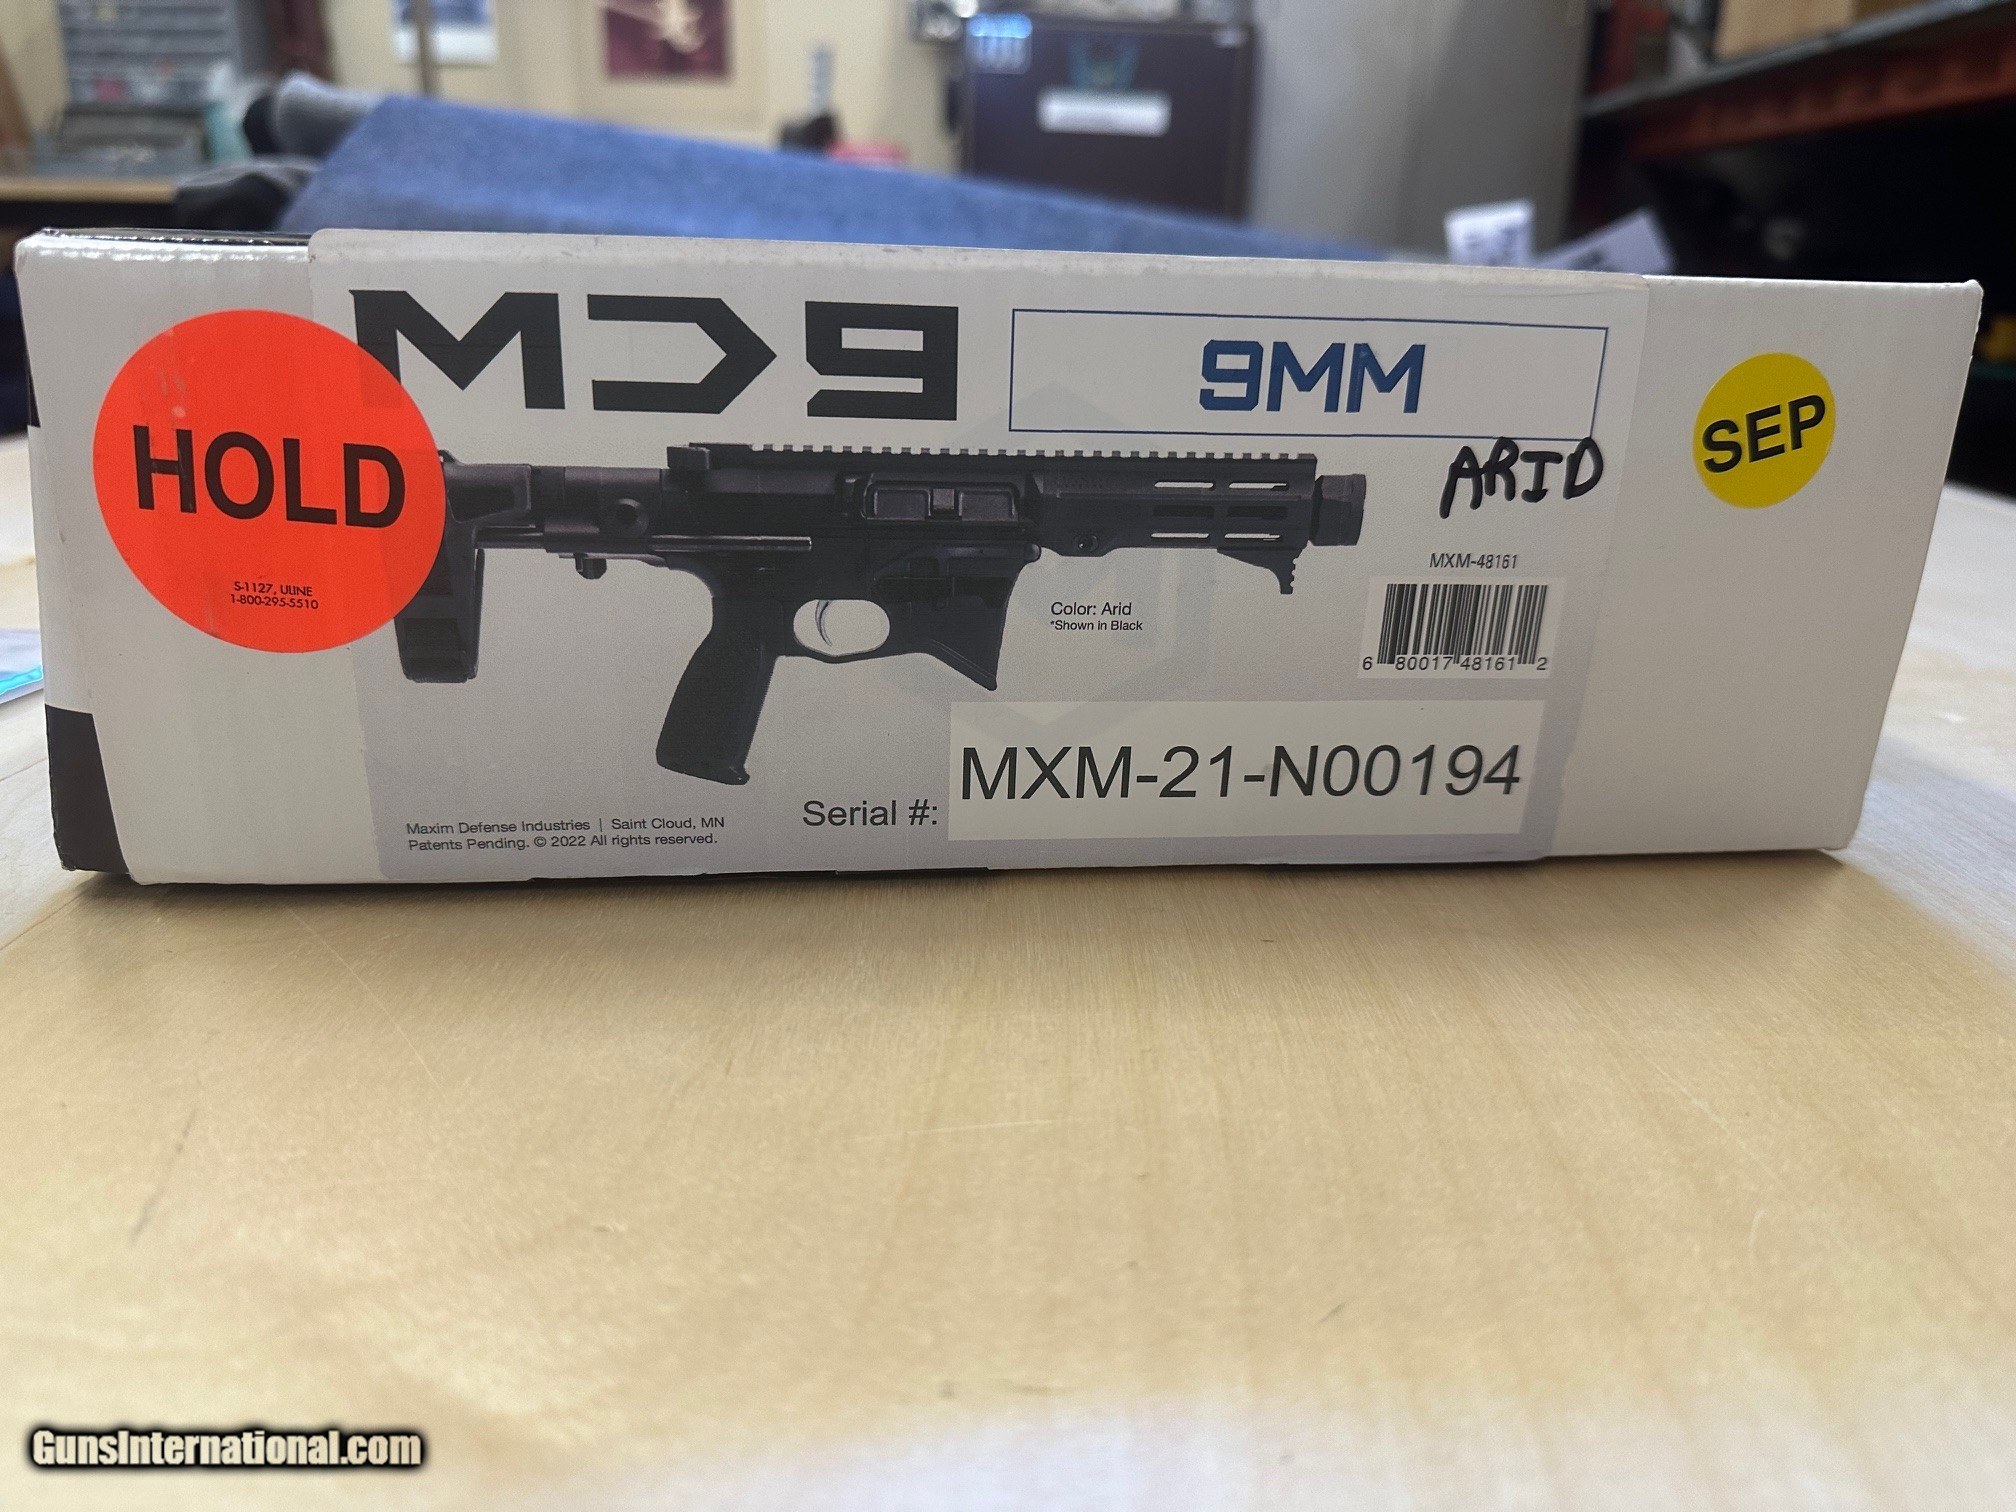 MD9
9MM
HOLD
S-1127, ULINE
1-800-295-5510
SEP
ARID
MXM-48161
6 80017 48161 2
Color: Arid
*Shown in Black
Serial #: MXM-21-N00194
Maxim Defense Industries | Saint Cloud, MN
Patents Pending. © 2022 All rights reserved.
GunsInternational.com